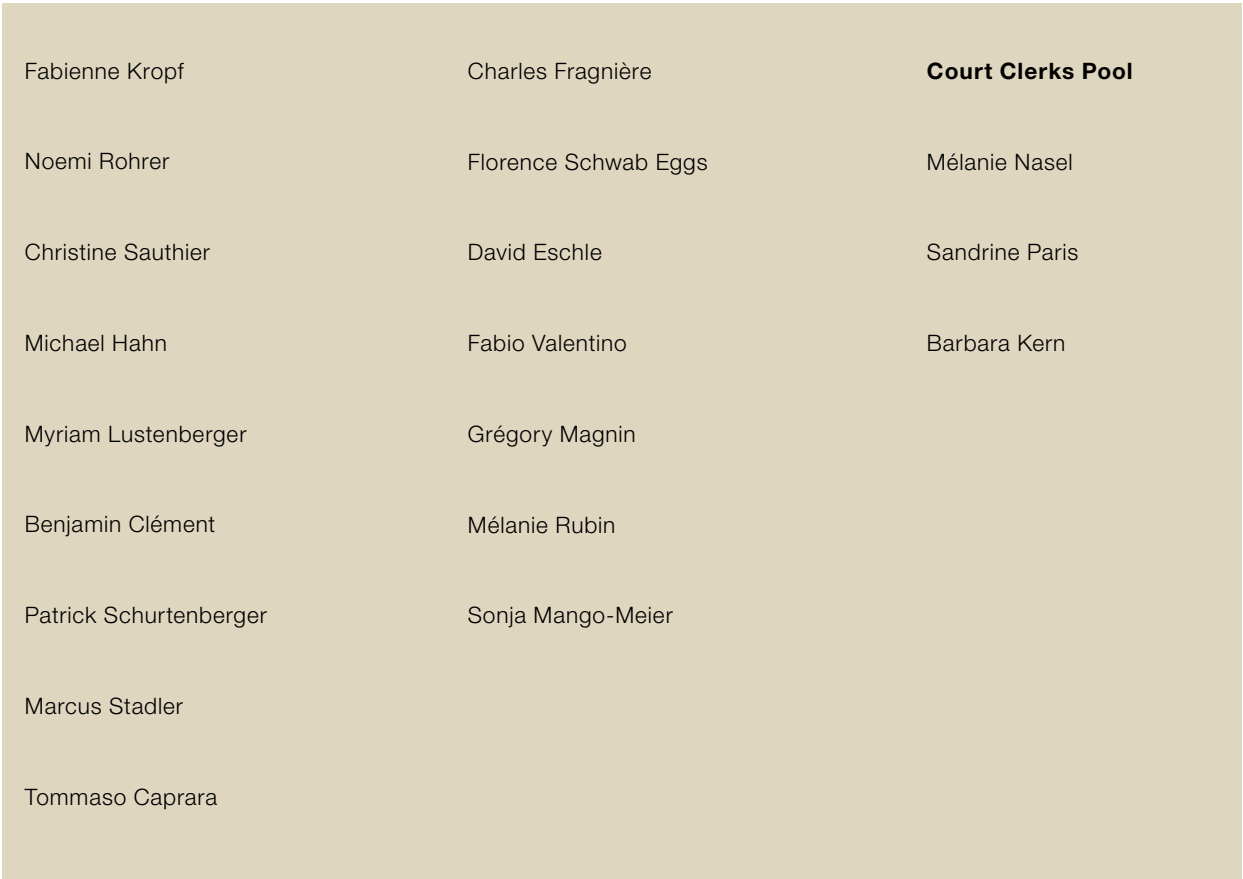 Fabienne Kropf
Noemi Rohrer
Christine Sauthier
Michael Hahn
Myriam Lustenberger
Benjamin Clément
Patrick Schurtenberger
Marcus Stadler
Tommaso Caprara
Charles Fragnière
Florence Schwab Eggs
David Eschle
Fabio Valentino
Grégory Magnin
Mélanie Rubin
Sonja Mango-Meier
Court Clerks Pool
Mélanie Nasel
Sandrine Paris
Barbara Kern